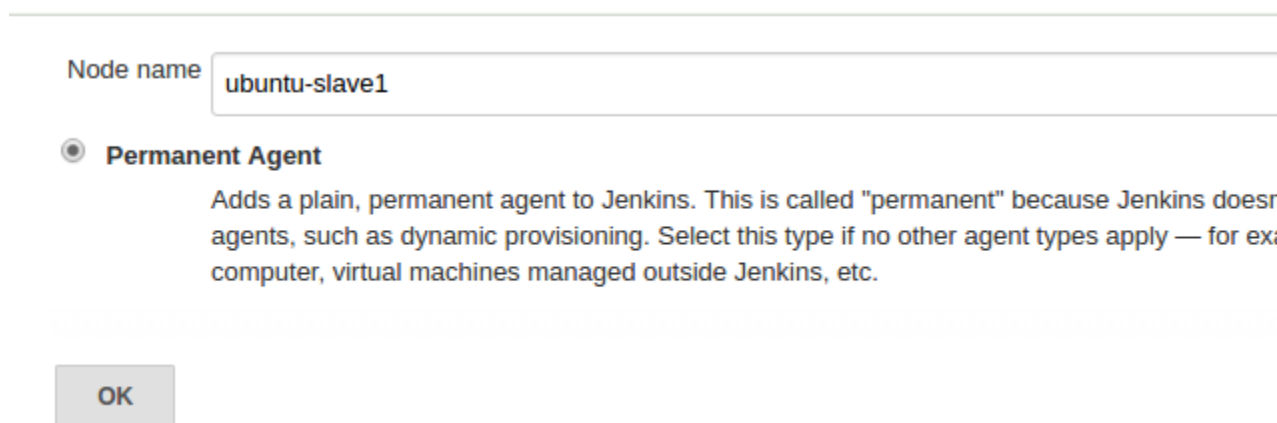 Node name ubuntu-slave1
Permanent Agent
Adds a plain, permanent agent to Jenkins. This is called "permanent" because Jenkins
agents, such as dynamic provisioning. Select this type if no other agent types apply — for
computer, virtual machines managed outside Jenkins, etc.
OK